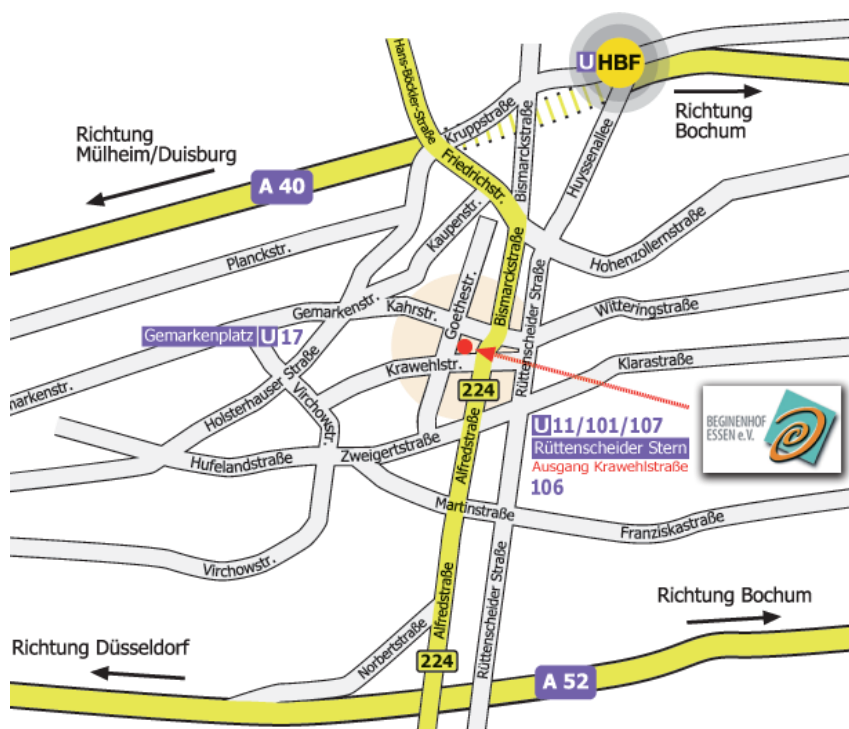 Hans-Böckler-Straße
U HBF
Richtung
Bochum
Richtung
Mülheim/Duisburg
A 40
Kruppstraße
Friedrichstr.
Bismarckstraße
Huyssenallee
Kaupenstr.
Planckstr.
Hohenzollernstraße
Goethestr.
Bismarckstraße
Rüttenscheider Straße
Gemarkenstr.
Kahrstr.
Witteringstraße
Gemarkenplatz U 17
Krawehlstr.
Klarastraße
224
markenstr.
Holsterhauser Straße
Virchowstr.
U11/101/107
Rüttenscheider Stern
Ausgang Krawehlstraße
106
BEGINENHOF
ESSEN e.V.
Hufelandstraße
Zweigertstraße
Alfredstraße
Martinstraße
Franziskastraße
Virchowstr.
Alfredstraße
Rüttenscheider Straße
Richtung Bochum
Richtung Düsseldorf
Norbertstraße
224
A 52